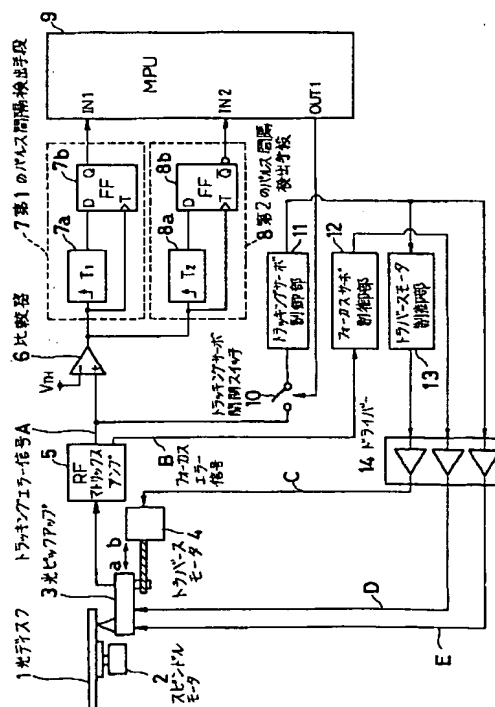 1 光ディスク
2
スピンドル
モータ
3 光ピックアップ
a b
トラバース
モータ 4
トラッキングエラー信号A
5
RF
マトリックス
アンプ
B
フォーカス
エラー
信号
C
D
E
6 比較器
VTH
7 第1のパルス間隔検出手段
7a
T1
7b
D Q
FF
T
8a
T2
8b
D Q
FF
T
8 第2のパルス間隔
検出手段
9
MPU
IN1
IN2
OUT1
トラッキングサーボ
開閉スイッチ
10
11
トラッキングサーボ
制御部
12
フォーカスサーボ
制御部
トラバースモータ
制御部
13
14 ドライバー